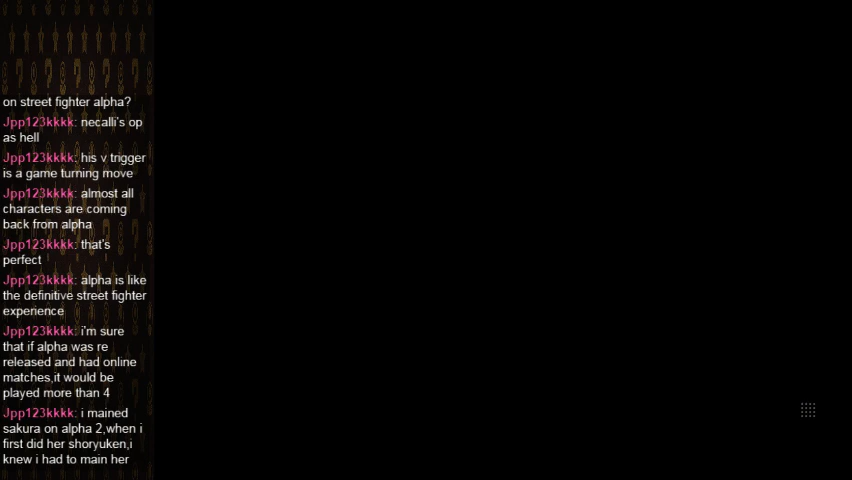 on street fighter alpha?
Jpp123kkkk: necalli's op
as hell
Jpp123kkkk: his v trigger
is a game turning move
Jpp123kkkk: almost all
characters are coming
back from alpha
Jpp123kkkk: that's
perfect
Jpp123kkkk: alpha is like
the definitive street fighter
experience
Jpp123kkkk: i'm sure
that if alpha was re
released and had online
matches,it would be
played more than 4
Jpp123kkkk: i mained
sakura on alpha 2,when i
first did her shoryuken,i
knew i had to main her